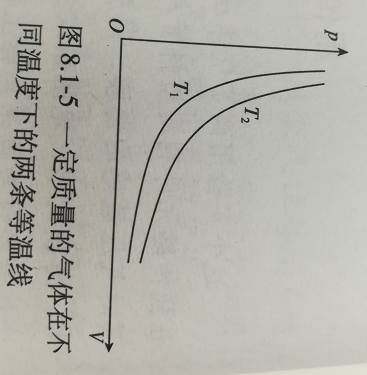 p
T₁
T₂
O
V
图 8.1-5 一定质量的气体在不
同温度下的两条等温线